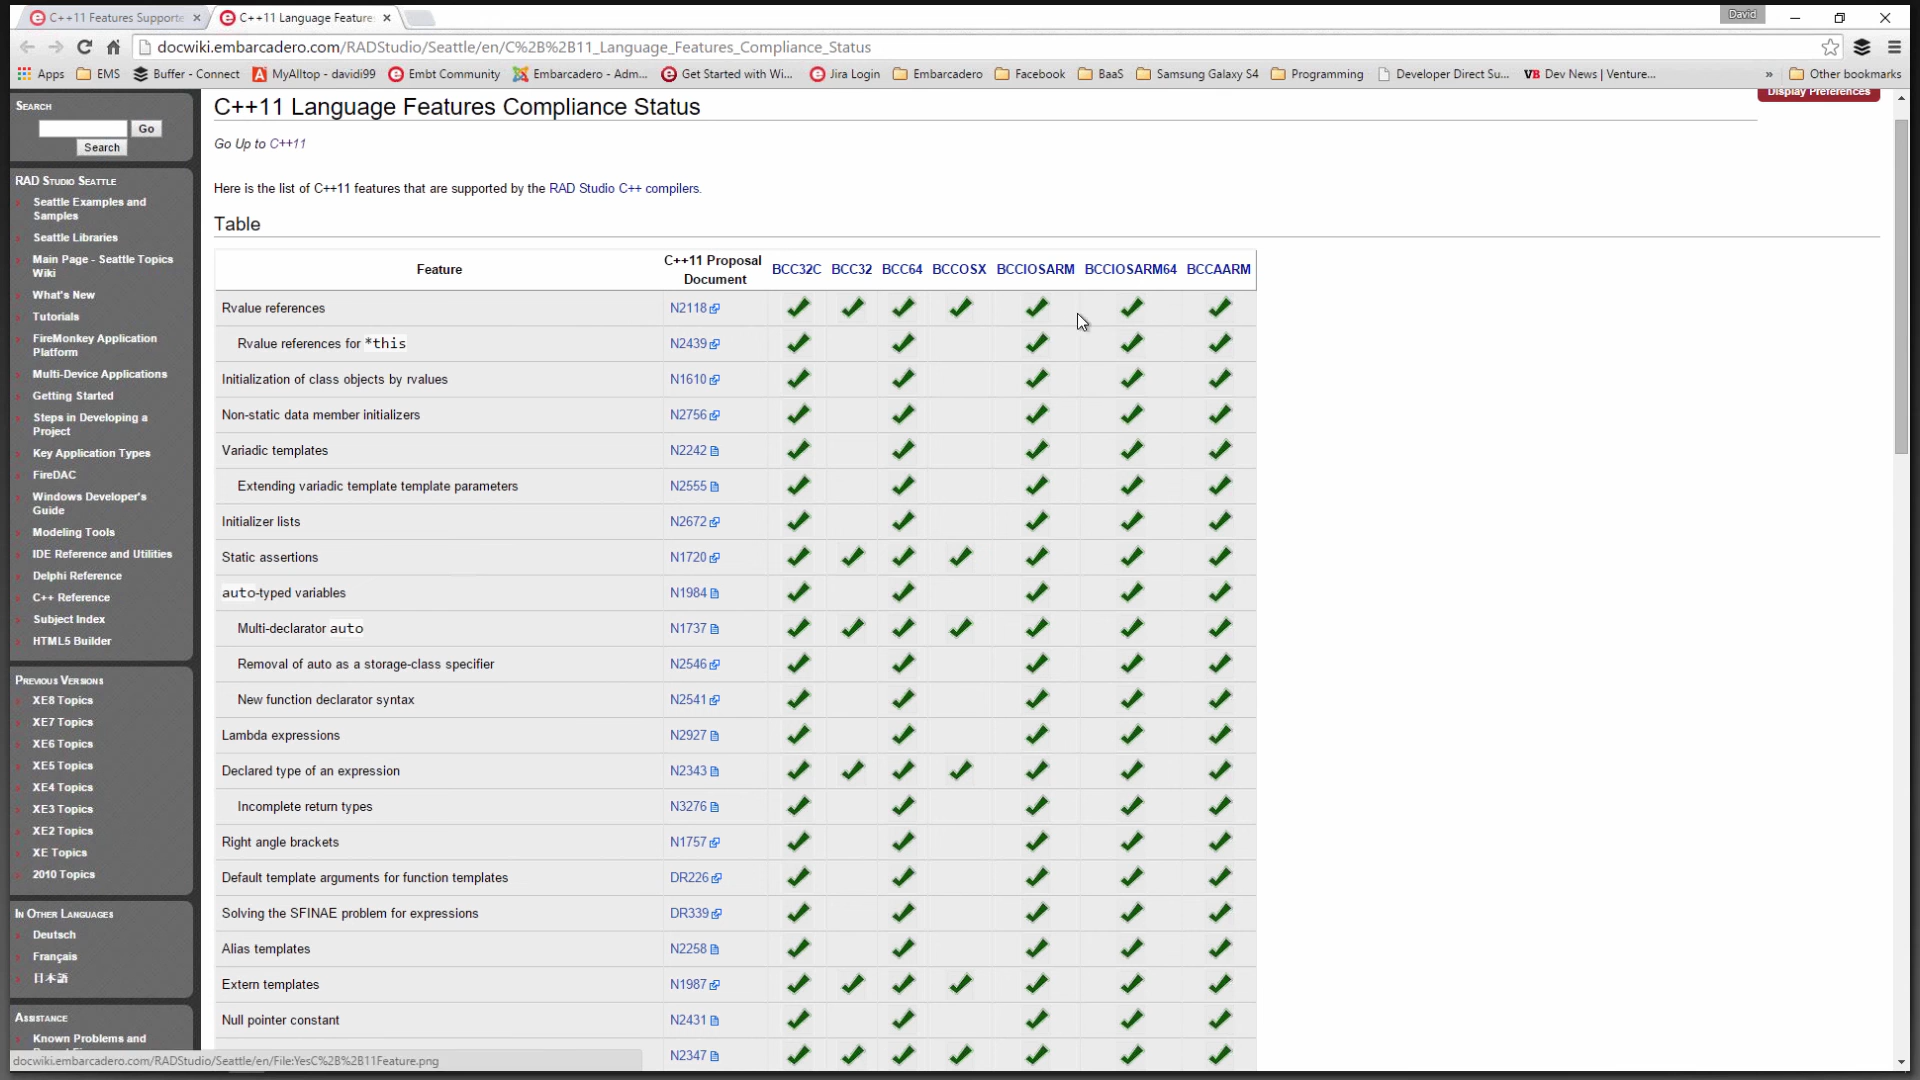 C++11 Features Supporte
C++11 Language Feature
David
docwiki.embarcadero.com/RADStudio/Seattle/en/C%2B%2B11_Language_Features_Compliance_Status
Apps EMS Buffer - Connect MyAlltop - davidi99 Embt Community Embarcadero - Adm... Get Started with Wi... Jira Login Embarcadero Facebook BaaS Samsung Galaxy S4 Programming Developer Direct Su... VB Dev News | Venture... » Other bookmarks
Search
Go
Search
RAD Studio Seattle
Seattle Examples and
Samples
Seattle Libraries
Main Page - Seattle Topics
Wiki
What's New
Tutorials
FireMonkey Application
Platform
Multi-Device Applications
Getting Started
Steps in Developing a
Project
Key Application Types
FireDAC
Windows Developer's
Guide
Modeling Tools
IDE Reference and Utilities
Delphi Reference
C++ Reference
Subject Index
HTML5 Builder
Previous Versions
XE8 Topics
XE7 Topics
XE6 Topics
XE5 Topics
XE4 Topics
XE3 Topics
XE2 Topics
XE Topics
2010 Topics
In Other Languages
Deutsch
Français
日本語
Assistance
Known Problems and
Display Preferences
C++11 Language Features Compliance Status
Go Up to C++11
Here is the list of C++11 features that are supported by the RAD Studio C++ compilers.
Table
Feature C++11 Proposal Document BCC32C BCC32 BCC64 BCCOSX BCCIOSARM BCCIOSARM64 BCCAARM
Rvalue references N2118
Rvalue references for *this N2439
Initialization of class objects by rvalues N1610
Non-static data member initializers N2756
Variadic templates N2242
Extending variadic template template parameters N2555
Initializer lists N2672
Static assertions N1720
auto-typed variables N1984
Multi-declarator auto N1737
Removal of auto as a storage-class specifier N2546
New function declarator syntax N2541
Lambda expressions N2927
Declared type of an expression N2343
Incomplete return types N3276
Right angle brackets N1757
Default template arguments for function templates DR226
Solving the SFINAE problem for expressions DR339
Alias templates N2258
Extern templates N1987
Null pointer constant N2431
N2347
docwiki.embarcadero.com/RADStudio/Seattle/en/File:YesC%2B%2B11Feature.png